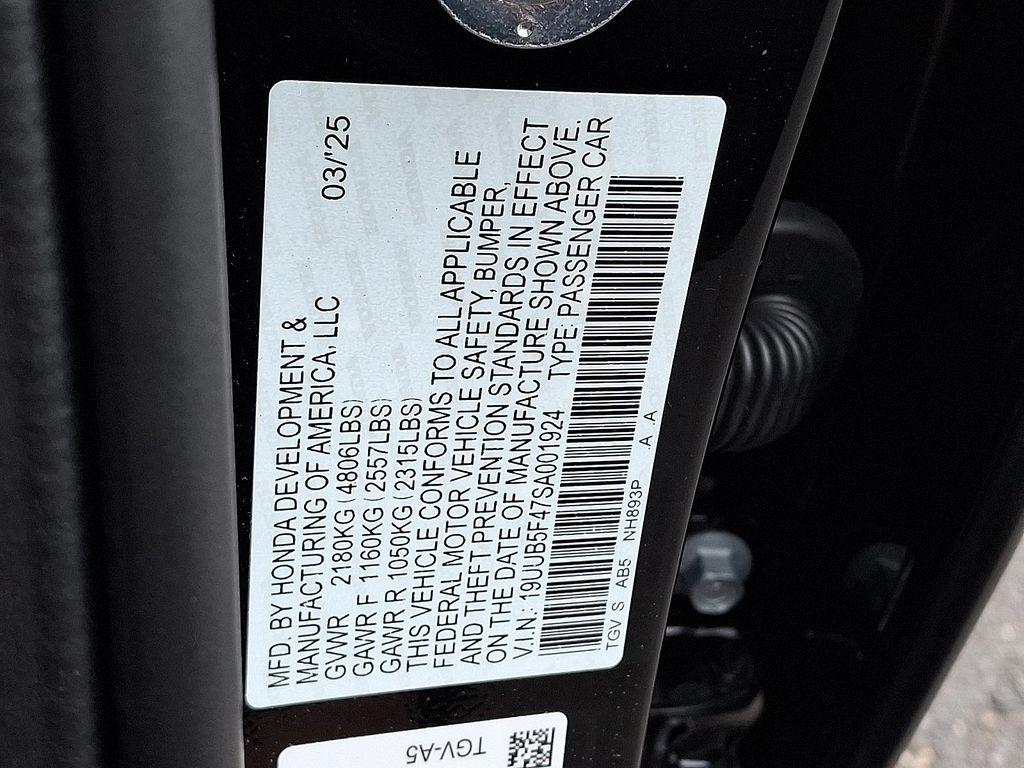 MFD. BY HONDA DEVELOPMENT &
MANUFACTURING OF AMERICA, LLC 03/'25
GVWR 2180KG (4806LBS)
GAWR F 1160KG (2557LBS)
GAWR R 1050KG (2315LBS)
THIS VEHICLE CONFORMS TO ALL APPLICABLE
FEDERAL MOTOR VEHICLE SAFETY, BUMPER,
AND THEFT PREVENTION STANDARDS IN EFFECT
ON THE DATE OF MANUFACTURE SHOWN ABOVE.
V.I.N.: 19UUB5F47SA001924 TYPE: PASSENGER CAR
TGV S AB5 NH893P .A .A
TGV-A5